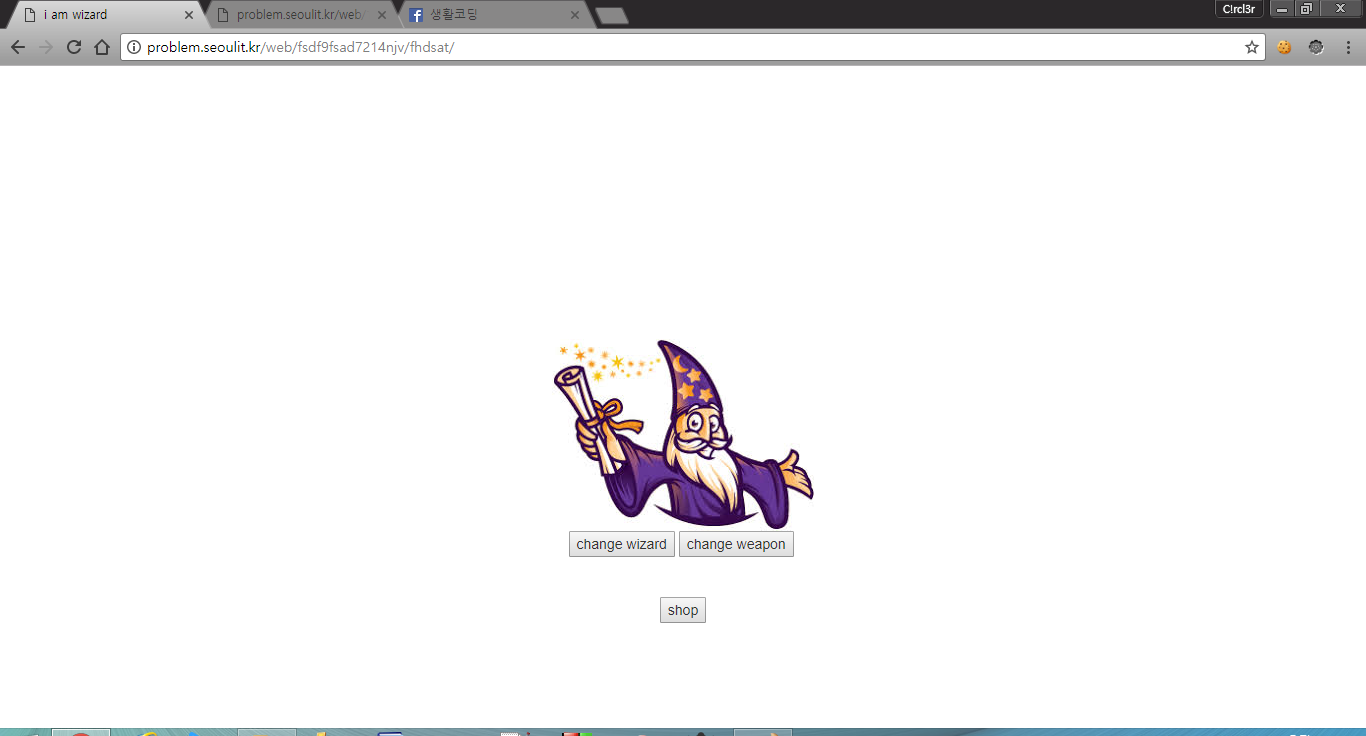 i am wizard
problem.seoulit.kr/web/
생활코딩
C!rcl3r
problem.seoulit.kr/web/fsdf9fsad7214njv/fhdsat/
change wizard
change weapon
shop